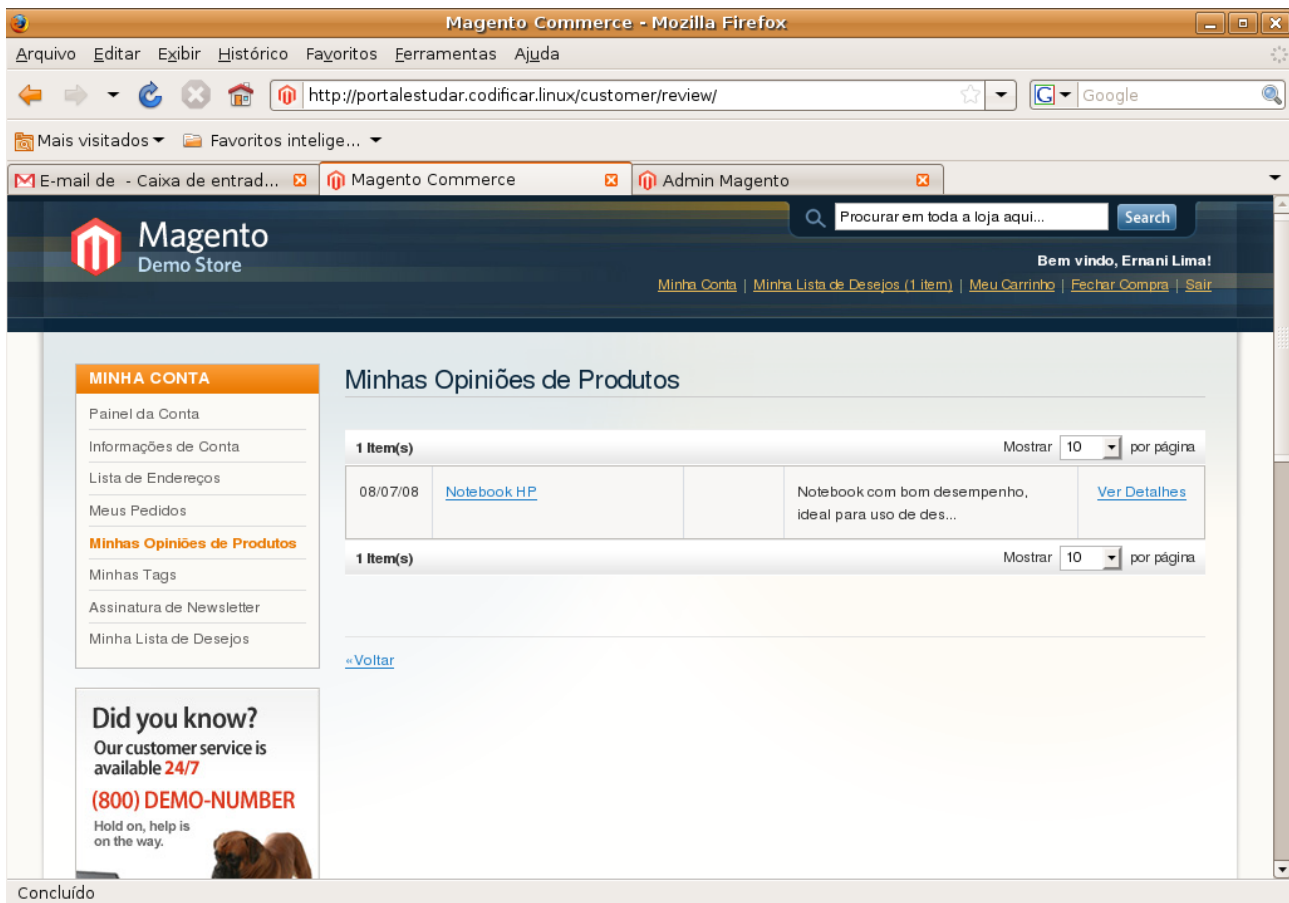 Magento Commerce - Mozilla Firefox
Arquivo Editar Exibir Histórico Favoritos Ferramentas Ajuda
http://portalestudar.codificar.linux/customer/review/
Google
Mais visitados Favoritos intelige...
E-mail de - Caixa de entrad... Magento Commerce Admin Magento
Magento
Demo Store
Procurar em toda a loja aqui... Search
Bem vindo, Ernani Lima!
Minha Conta | Minha Lista de Desejos (1 item) | Meu Carrinho | Fechar Compra | Sair
MINHA CONTA
Painel da Conta
Informações de Conta
Lista de Endereços
Meus Pedidos
Minhas Opiniões de Produtos
Minhas Tags
Assinatura de Newsletter
Minha Lista de Desejos
Minhas Opiniões de Produtos
1 Item(s) Mostrar 10 por página
08/07/08 Notebook HP Notebook com bom desempenho, Ver Detalhes
ideal para uso de des...
1 Item(s) Mostrar 10 por página
«Voltar
Did you know?
Our customer service is
available 24/7
(800) DEMO-NUMBER
Hold on, help is
on the way.
Concluído